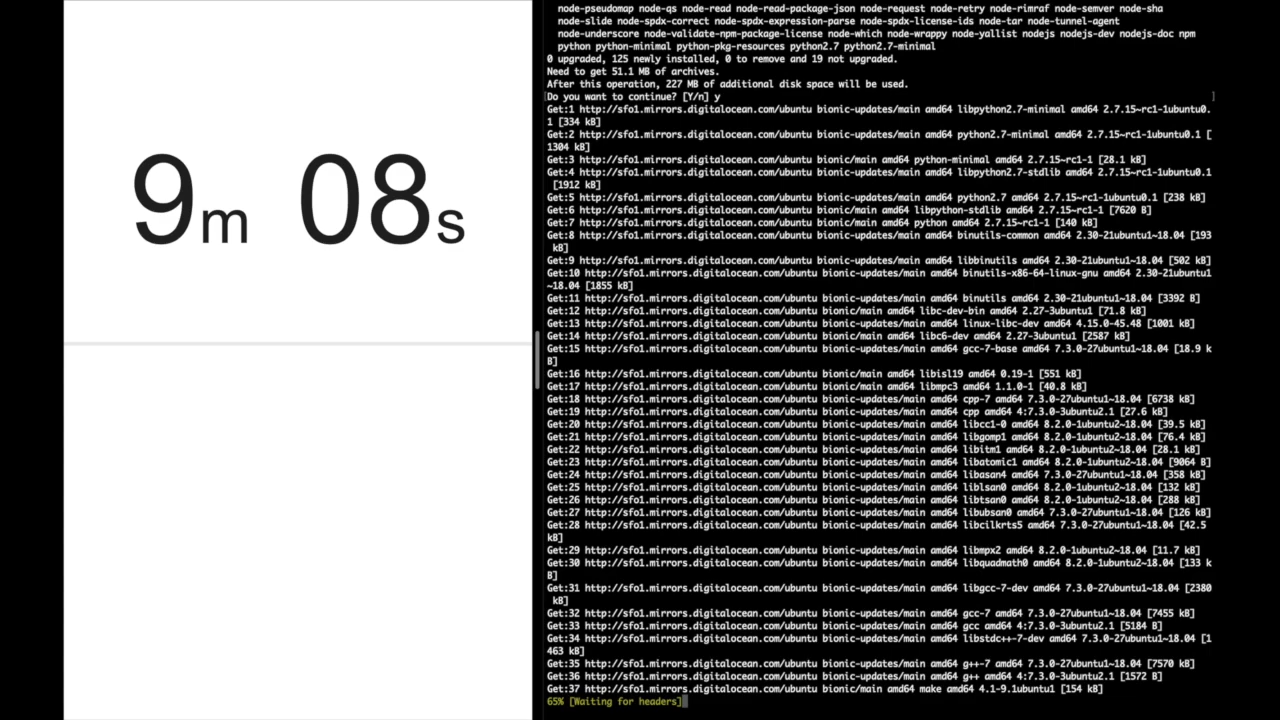 9m 08s
node-pseudomap node-qs node-read node-read-package-json node-request node-retry node-rimraf node-semver node-sha
node-slide node-spdx-correct node-spdx-expression-parse node-spdx-license-ids node-tar node-tunnel-agent
node-underscore node-validate-npm-package-license node-which node-wrappy node-yallist nodejs nodejs-dev nodejs-doc npm
python python-minimal python-pkg-resources python2.7 python2.7-minimal
0 upgraded, 125 newly installed, 0 to remove and 19 not upgraded.
Need to get 51.1 MB of archives.
After this operation, 227 MB of additional disk space will be used.
Do you want to continue? [Y/n] y
Get:1 http://sfo1.mirrors.digitalocean.com/ubuntu bionic-updates/main amd64 libpython2.7-minimal amd64 2.7.15~rc1-1ubuntu0.
1 [334 kB]
Get:2 http://sfo1.mirrors.digitalocean.com/ubuntu bionic-updates/main amd64 python2.7-minimal amd64 2.7.15~rc1-1ubuntu0.1 [
1304 kB]
Get:3 http://sfo1.mirrors.digitalocean.com/ubuntu bionic/main amd64 python-minimal amd64 2.7.15~rc1-1 [28.1 kB]
Get:4 http://sfo1.mirrors.digitalocean.com/ubuntu bionic-updates/main amd64 libpython2.7-stdlib amd64 2.7.15~rc1-1ubuntu0.1
[1912 kB]
Get:5 http://sfo1.mirrors.digitalocean.com/ubuntu bionic-updates/main amd64 python2.7 amd64 2.7.15~rc1-1ubuntu0.1 [238 kB]
Get:6 http://sfo1.mirrors.digitalocean.com/ubuntu bionic/main amd64 libpython-stdlib amd64 2.7.15~rc1-1 [7620 B]
Get:7 http://sfo1.mirrors.digitalocean.com/ubuntu bionic/main amd64 python amd64 2.7.15~rc1-1 [140 kB]
Get:8 http://sfo1.mirrors.digitalocean.com/ubuntu bionic-updates/main amd64 binutils-common amd64 2.30-21ubuntu1~18.04 [193
kB]
Get:9 http://sfo1.mirrors.digitalocean.com/ubuntu bionic-updates/main amd64 libbinutils amd64 2.30-21ubuntu1~18.04 [502 kB]
Get:10 http://sfo1.mirrors.digitalocean.com/ubuntu bionic-updates/main amd64 binutils-x86-64-linux-gnu amd64 2.30-21ubuntu1
~18.04 [1855 kB]
Get:11 http://sfo1.mirrors.digitalocean.com/ubuntu bionic-updates/main amd64 binutils amd64 2.30-21ubuntu1~18.04 [3392 B]
Get:12 http://sfo1.mirrors.digitalocean.com/ubuntu bionic/main amd64 libc-dev-bin amd64 2.27-3ubuntu1 [71.8 kB]
Get:13 http://sfo1.mirrors.digitalocean.com/ubuntu bionic-updates/main amd64 linux-libc-dev amd64 4.15.0-45.48 [1001 kB]
Get:14 http://sfo1.mirrors.digitalocean.com/ubuntu bionic/main amd64 libc6-dev amd64 2.27-3ubuntu1 [2587 kB]
Get:15 http://sfo1.mirrors.digitalocean.com/ubuntu bionic-updates/main amd64 gcc-7-base amd64 7.3.0-27ubuntu1~18.04 [18.9 k
B]
Get:16 http://sfo1.mirrors.digitalocean.com/ubuntu bionic/main amd64 libisl19 amd64 0.19-1 [551 kB]
Get:17 http://sfo1.mirrors.digitalocean.com/ubuntu bionic/main amd64 libmpc3 amd64 1.1.0-1 [40.8 kB]
Get:18 http://sfo1.mirrors.digitalocean.com/ubuntu bionic-updates/main amd64 cpp-7 amd64 7.3.0-27ubuntu1~18.04 [6738 kB]
Get:19 http://sfo1.mirrors.digitalocean.com/ubuntu bionic-updates/main amd64 cpp amd64 4:7.3.0-3ubuntu2.1 [27.6 kB]
Get:20 http://sfo1.mirrors.digitalocean.com/ubuntu bionic-updates/main amd64 libcc1-0 amd64 8.2.0-1ubuntu2~18.04 [39.5 kB]
Get:21 http://sfo1.mirrors.digitalocean.com/ubuntu bionic-updates/main amd64 libgomp1 amd64 8.2.0-1ubuntu2~18.04 [76.4 kB]
Get:22 http://sfo1.mirrors.digitalocean.com/ubuntu bionic-updates/main amd64 libitm1 amd64 8.2.0-1ubuntu2~18.04 [28.1 kB]
Get:23 http://sfo1.mirrors.digitalocean.com/ubuntu bionic-updates/main amd64 libatomic1 amd64 8.2.0-1ubuntu2~18.04 [9064 B]
Get:24 http://sfo1.mirrors.digitalocean.com/ubuntu bionic-updates/main amd64 libasan4 amd64 7.3.0-27ubuntu1~18.04 [358 kB]
Get:25 http://sfo1.mirrors.digitalocean.com/ubuntu bionic-updates/main amd64 liblsan0 amd64 8.2.0-1ubuntu2~18.04 [132 kB]
Get:26 http://sfo1.mirrors.digitalocean.com/ubuntu bionic-updates/main amd64 libtsan0 amd64 8.2.0-1ubuntu2~18.04 [288 kB]
Get:27 http://sfo1.mirrors.digitalocean.com/ubuntu bionic-updates/main amd64 libubsan0 amd64 7.3.0-27ubuntu1~18.04 [126 kB]
Get:28 http://sfo1.mirrors.digitalocean.com/ubuntu bionic-updates/main amd64 libcilkrts5 amd64 7.3.0-27ubuntu1~18.04 [42.5
kB]
Get:29 http://sfo1.mirrors.digitalocean.com/ubuntu bionic-updates/main amd64 libmpx2 amd64 8.2.0-1ubuntu2~18.04 [11.7 kB]
Get:30 http://sfo1.mirrors.digitalocean.com/ubuntu bionic-updates/main amd64 libquadmath0 amd64 8.2.0-1ubuntu2~18.04 [133 k
B]
Get:31 http://sfo1.mirrors.digitalocean.com/ubuntu bionic-updates/main amd64 libgcc-7-dev amd64 7.3.0-27ubuntu1~18.04 [2380
kB]
Get:32 http://sfo1.mirrors.digitalocean.com/ubuntu bionic-updates/main amd64 gcc-7 amd64 7.3.0-27ubuntu1~18.04 [7455 kB]
Get:33 http://sfo1.mirrors.digitalocean.com/ubuntu bionic-updates/main amd64 gcc amd64 4:7.3.0-3ubuntu2.1 [5184 B]
Get:34 http://sfo1.mirrors.digitalocean.com/ubuntu bionic-updates/main amd64 libstdc++-7-dev amd64 7.3.0-27ubuntu1~18.04 [1
463 kB]
Get:35 http://sfo1.mirrors.digitalocean.com/ubuntu bionic-updates/main amd64 g++-7 amd64 7.3.0-27ubuntu1~18.04 [7570 kB]
Get:36 http://sfo1.mirrors.digitalocean.com/ubuntu bionic-updates/main amd64 g++ amd64 4:7.3.0-3ubuntu2.1 [1572 B]
Get:37 http://sfo1.mirrors.digitalocean.com/ubuntu bionic/main amd64 make amd64 4.1-9.1ubuntu1 [154 kB]
65% [Waiting for headers]